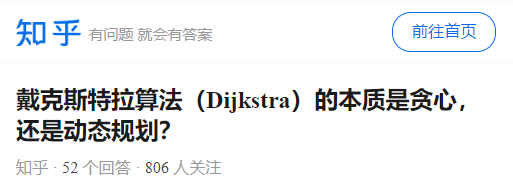 知乎 有问题 就会有答案 前往首页
戴克斯特拉算法（Dijkstra）的本质是贪心，
还是动态规划？
知乎 · 52 个回答 · 806 人关注